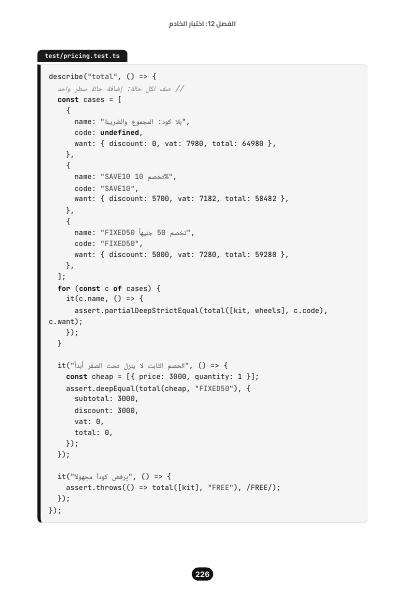 الفصل 12: اختبار الخادم
test/pricing.test.ts
describe("total", () => {
// صف لكل حالة: إضافة حالة سطر واحد
const cases = [
{
name: "بلا كود: المجموع والضريبة",
code: undefined,
want: { discount: 0, vat: 7980, total: 64980 },
},
{
name: "SAVE10 تخصم 10%",
code: "SAVE10",
want: { discount: 5700, vat: 7182, total: 58482 },
},
{
name: "FIXED50 تخصم 50 جنيهاً",
code: "FIXED50",
want: { discount: 5000, vat: 7280, total: 59280 },
},
];
for (const c of cases) {
it(c.name, () => {
assert.partialDeepStrictEqual(total([kit, wheels], c.code),
c.want);
});
}
it("الخصم الثابت لا ينزل تحت الصفر أبداً", () => {
const cheap = [{ price: 3000, quantity: 1 }];
assert.deepEqual(total(cheap, "FIXED50"), {
subtotal: 3000,
discount: 3000,
vat: 0,
total: 0,
});
});
it("يرفض كوداً مجهولاً", () => {
assert.throws(() => total([kit], "FREE"), /FREE/);
});
});
226